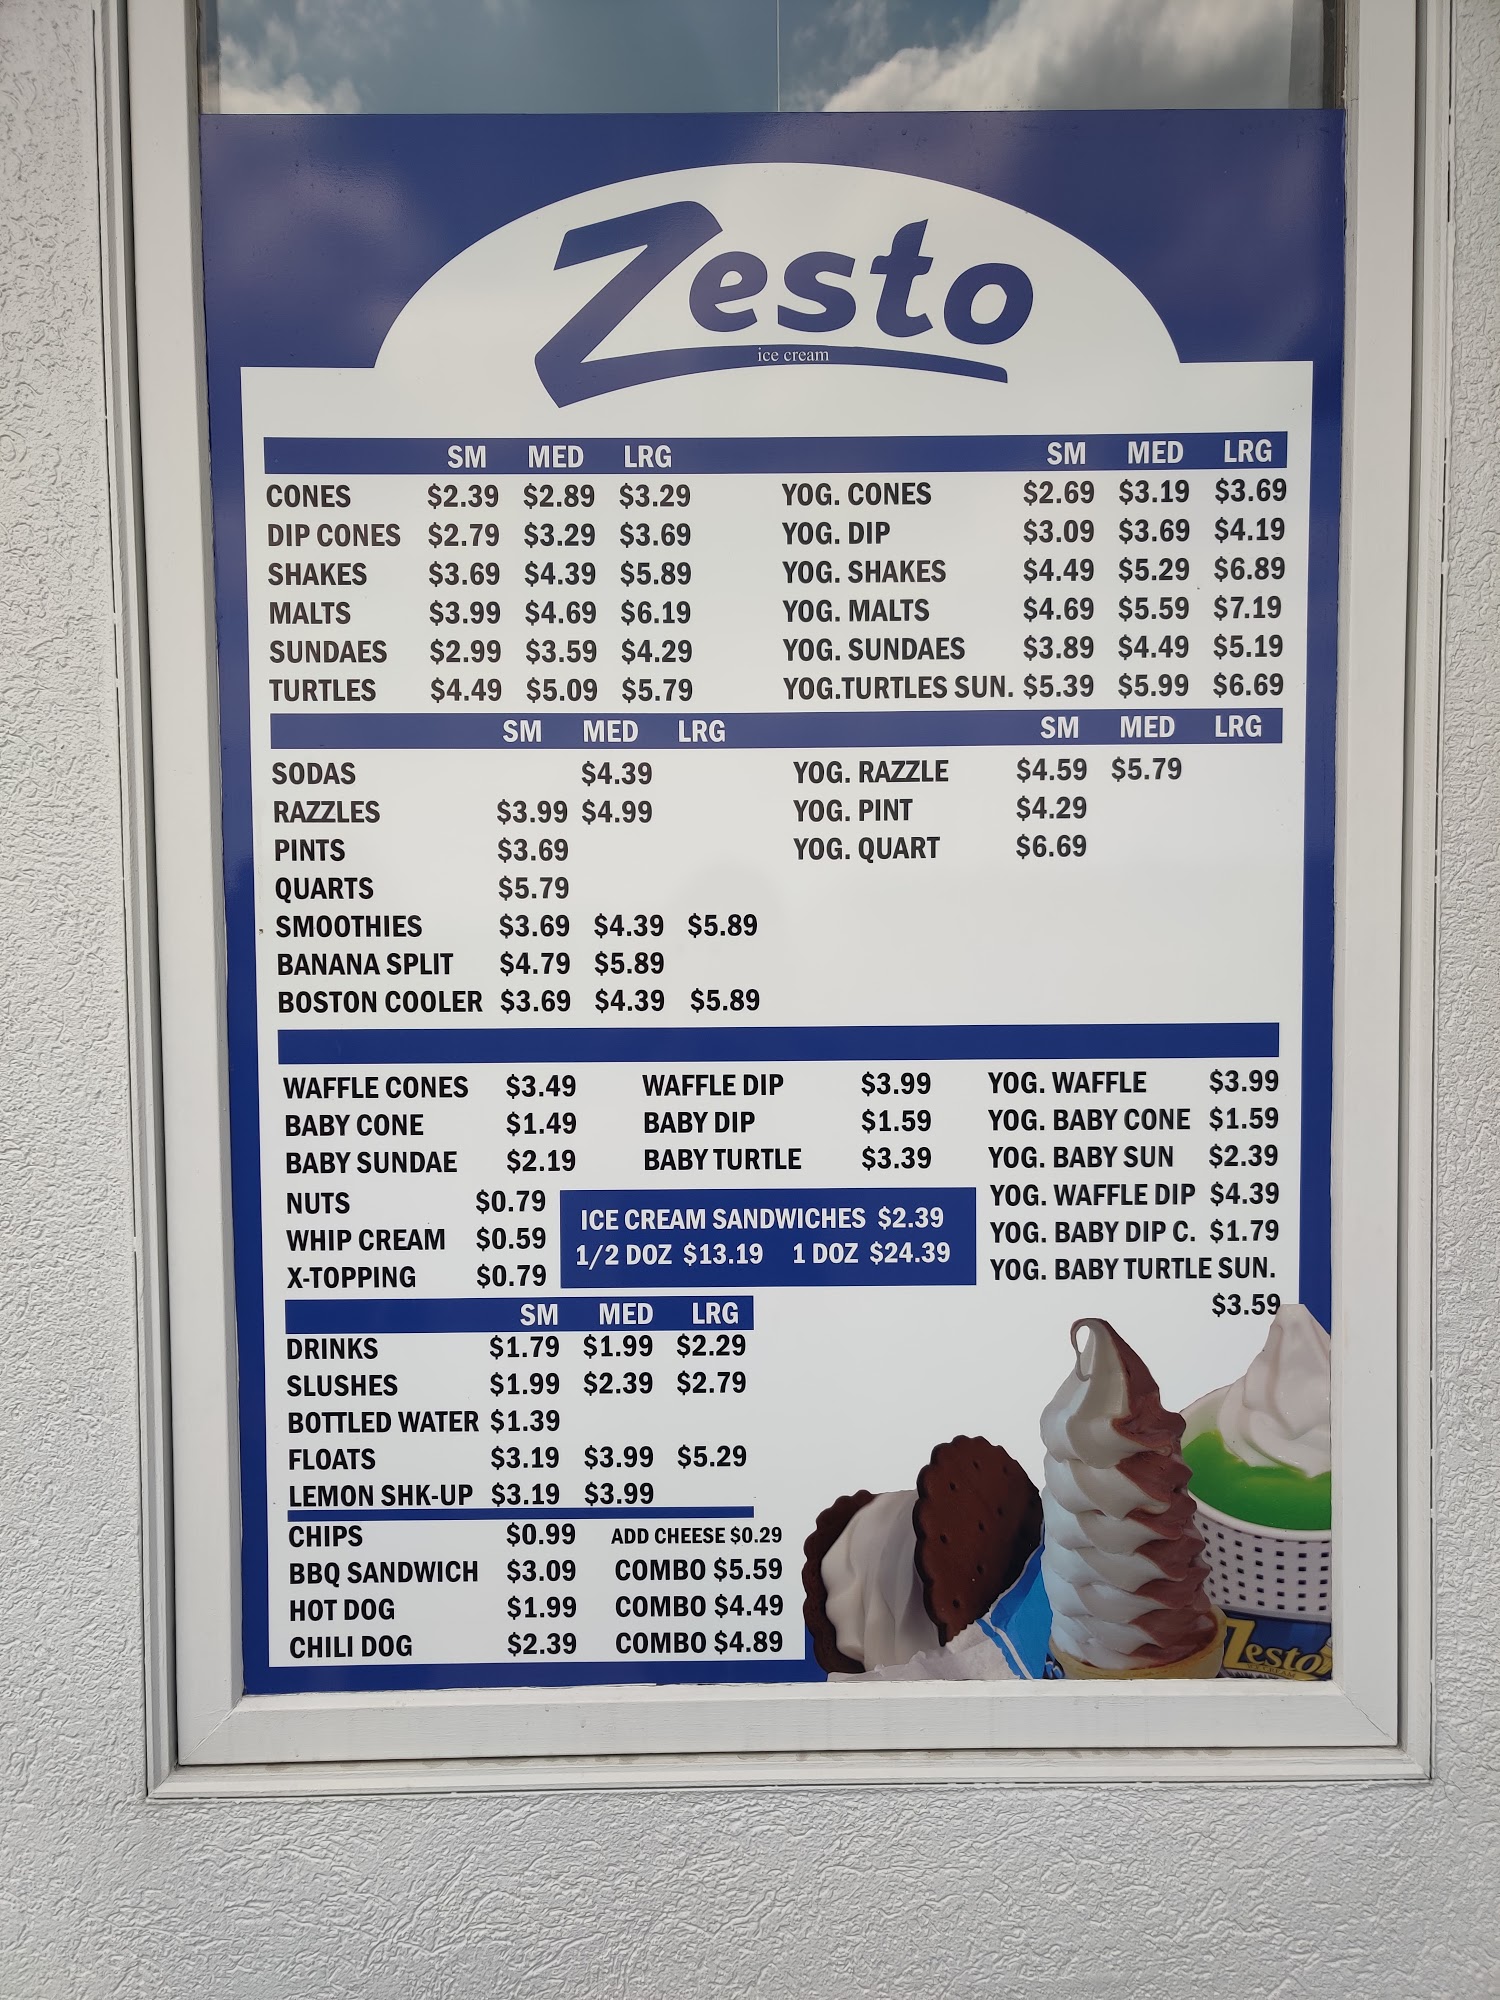 Zesto
ice cream
SM MED LRG SM MED LRG
CONES $2.39 $2.89 $3.29 YOG. CONES $2.69 $3.19 $3.69
DIP CONES $2.79 $3.29 $3.69 YOG. DIP $3.09 $3.69 $4.19
SHAKES $3.69 $4.39 $5.89 YOG. SHAKES $4.49 $5.29 $6.89
MALTS $3.99 $4.69 $6.19 YOG. MALTS $4.69 $5.59 $7.19
SUNDAES $2.99 $3.59 $4.29 YOG. SUNDAES $3.89 $4.49 $5.19
TURTLES $4.49 $5.09 $5.79 YOG.TURTLES SUN. $5.39 $5.99 $6.69
SM MED LRG SM MED LRG
SODAS $4.39 YOG. RAZZLE $4.59 $5.79
RAZZLES $3.99 $4.99 YOG. PINT $4.29
PINTS $3.69 YOG. QUART $6.69
QUARTS $5.79
SMOOTHIES $3.69 $4.39 $5.89
BANANA SPLIT $4.79 $5.89
BOSTON COOLER $3.69 $4.39 $5.89
WAFFLE CONES $3.49 WAFFLE DIP $3.99 YOG. WAFFLE $3.99
BABY CONE $1.49 BABY DIP $1.59 YOG. BABY CONE $1.59
BABY SUNDAE $2.19 BABY TURTLE $3.39 YOG. BABY SUN $2.39
NUTS $0.79 ICE CREAM SANDWICHES $2.39 YOG. WAFFLE DIP $4.39
WHIP CREAM $0.59 1/2 DOZ $13.19 1 DOZ $24.39 YOG. BABY DIP C. $1.79
X-TOPPING $0.79 YOG. BABY TURTLE SUN.
$3.59
SM MED LRG
DRINKS $1.79 $1.99 $2.29
SLUSHES $1.99 $2.39 $2.79
BOTTLED WATER $1.39
FLOATS $3.19 $3.99 $5.29
LEMON SHK-UP $3.19 $3.99
CHIPS $0.99 ADD CHEESE $0.29
BBQ SANDWICH $3.09 COMBO $5.59
HOT DOG $1.99 COMBO $4.49
CHILI DOG $2.39 COMBO $4.89
Zesto